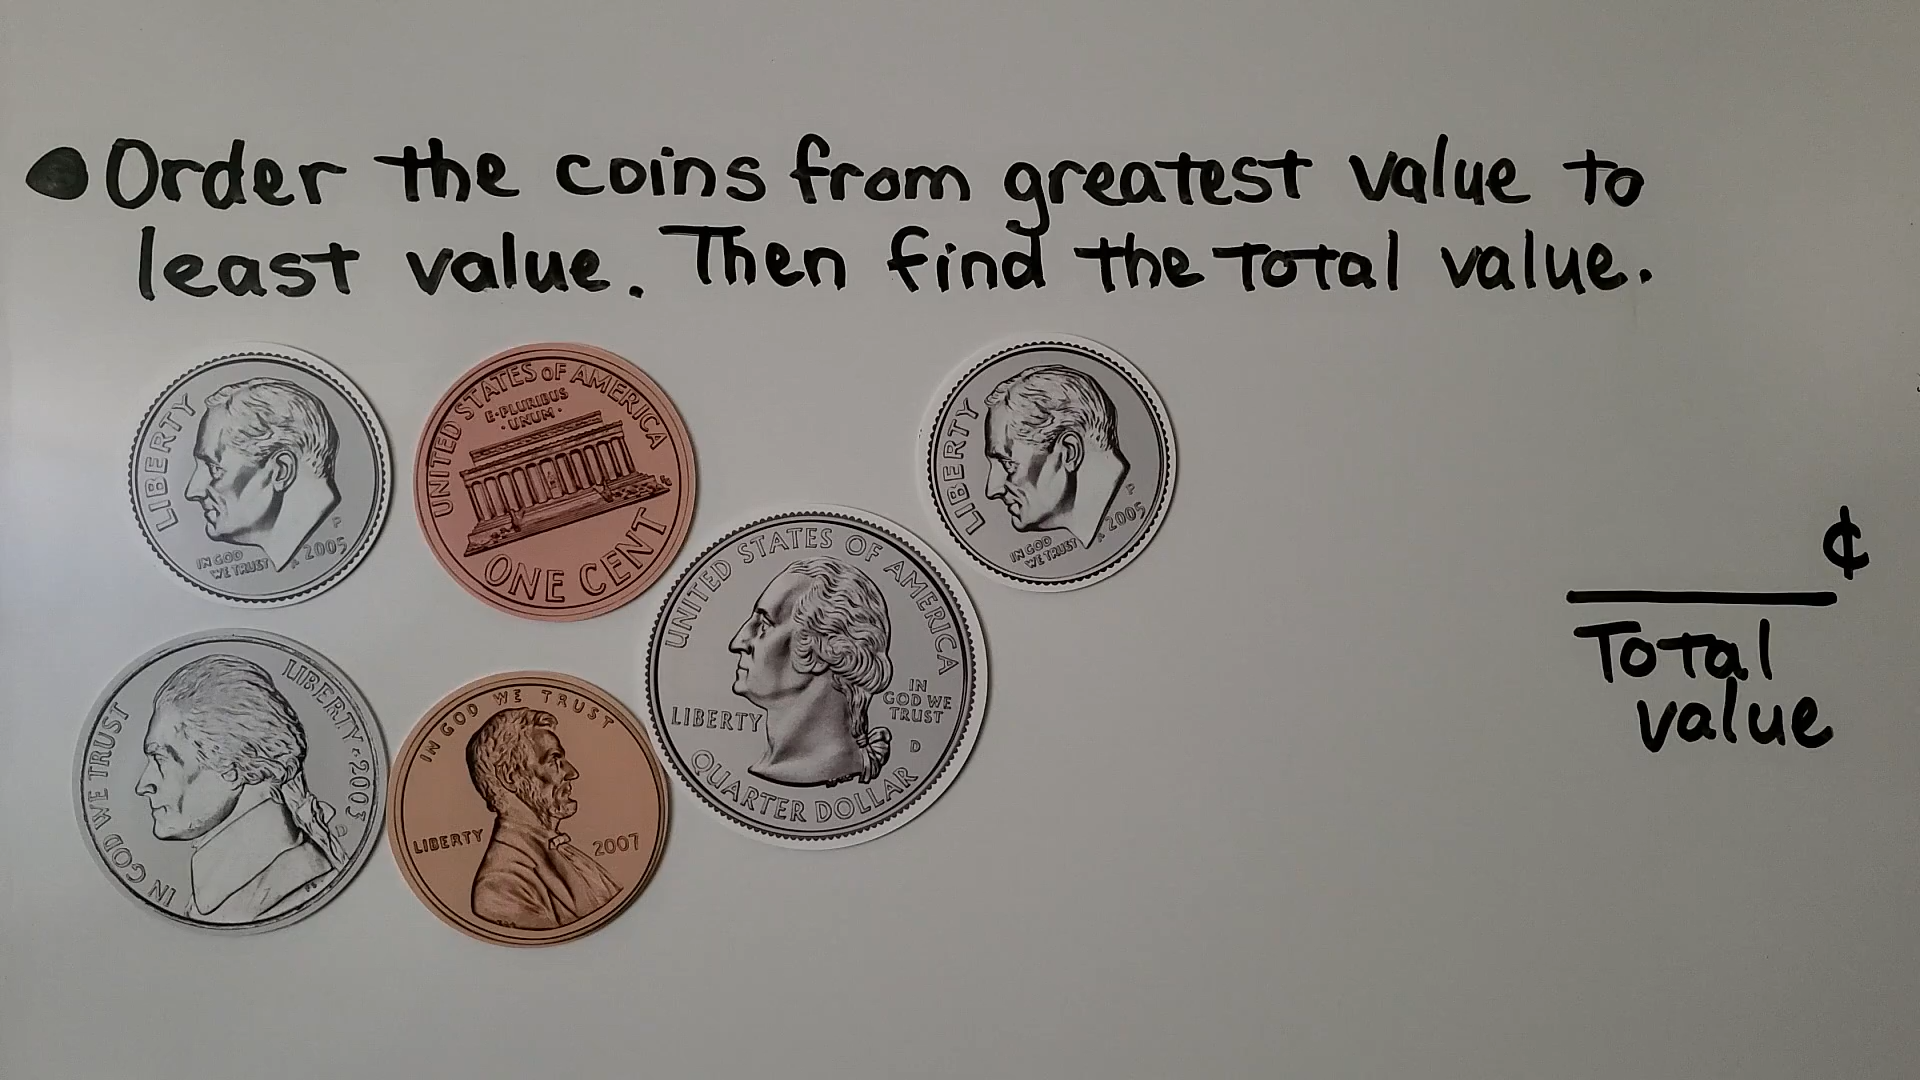 Order the coins from greatest value to
least value. Then find the total value.
LIBERTY
IN GOD
WE TRUST
2005
P
UNITED STATES OF AMERICA
E·PLURIBUS
·UNUM·
ONE CENT
LIBERTY
IN GOD
WE TRUST
2005
P
UNITED STATES OF AMERICA
LIBERTY
IN
GOD WE
TRUST
D
QUARTER DOLLAR
¢
Total
value
IN GOD WE TRUST
LIBERTY·2003
D
IN GOD WE TRUST
LIBERTY
2007